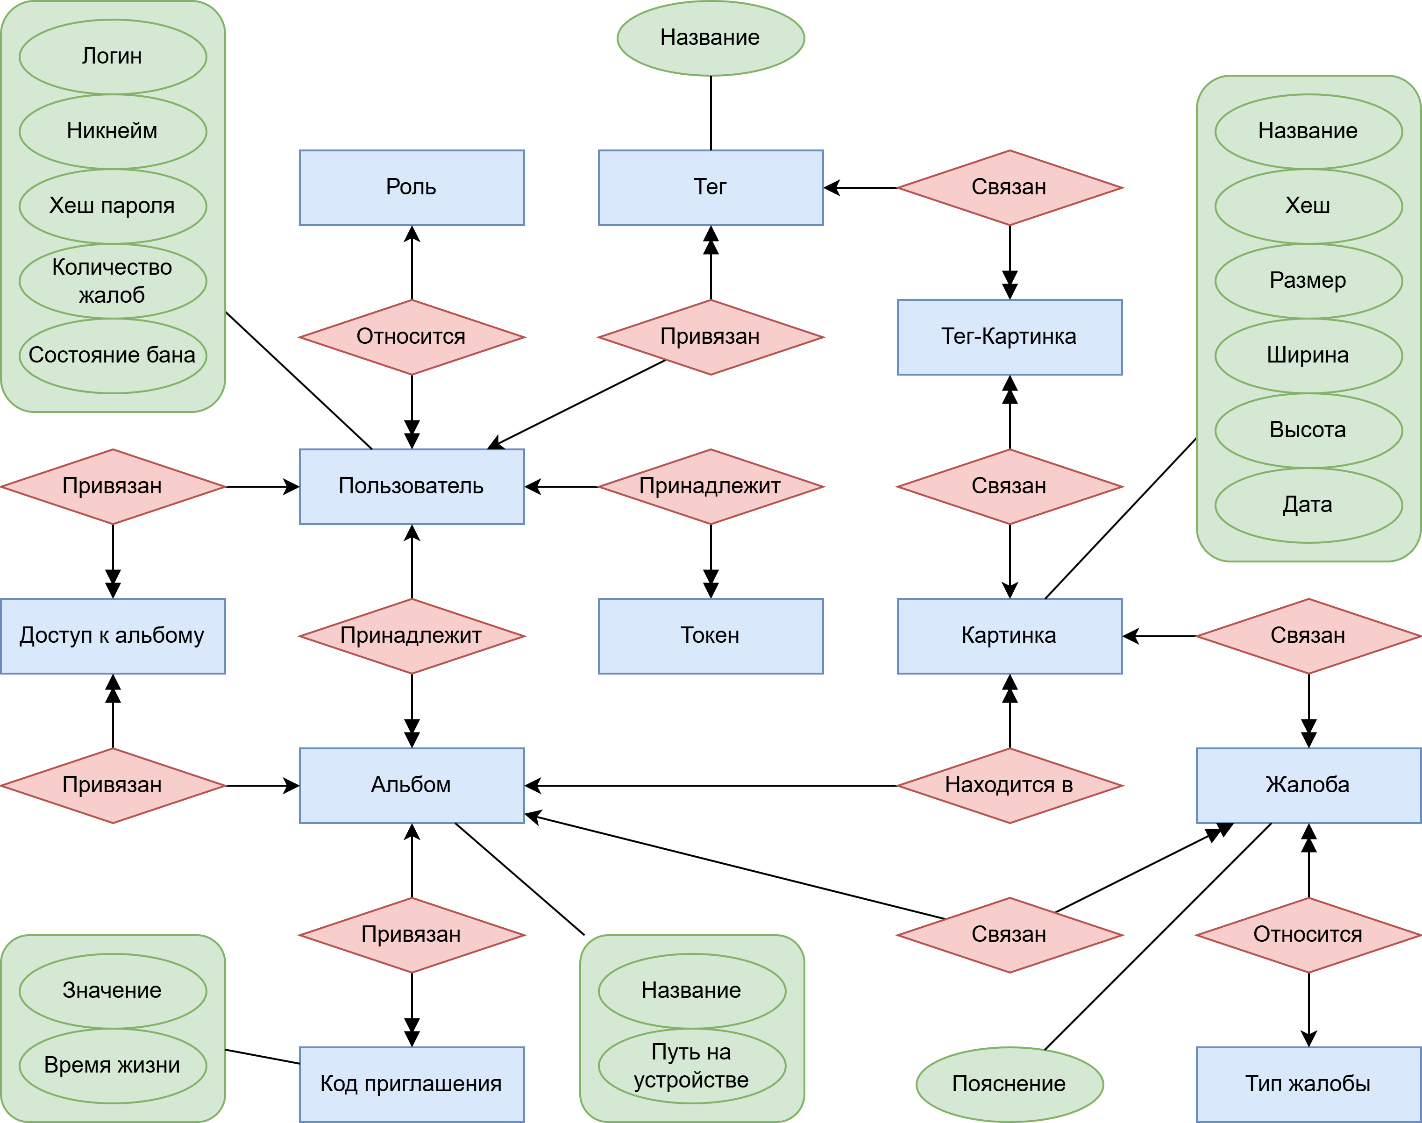 Логин
Никнейм
Хеш пароля
Количество
жалоб
Состояние бана
Название
Название
Хеш
Размер
Ширина
Высота
Дата
Роль
Тег
Связан
Относится
Привязан
Тег-Картинка
Привязан
Пользователь
Принадлежит
Связан
Доступ к альбому
Принадлежит
Токен
Картинка
Связан
Привязан
Альбом
Находится в
Жалоба
Привязан
Связан
Относится
Значение
Время жизни
Код приглашения
Название
Путь на
устройстве
Пояснение
Тип жалобы